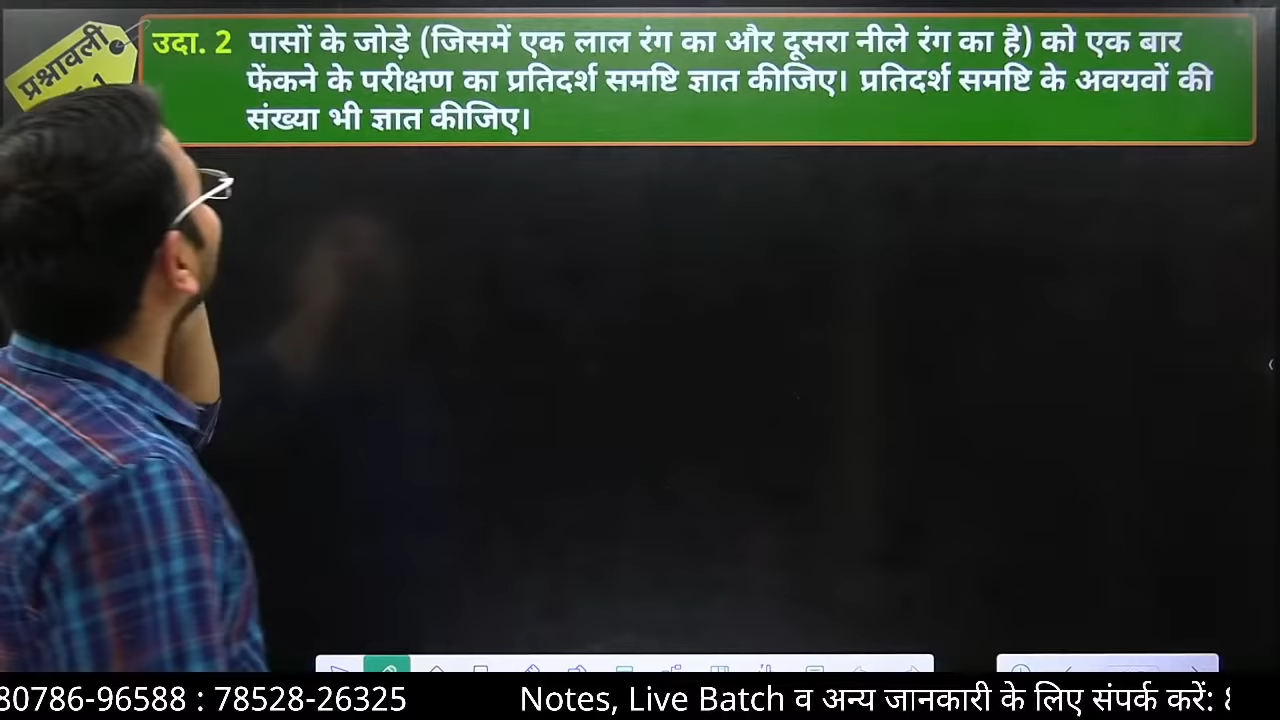 प्रश्नावली
उदा. 2 पासों के जोड़े (जिसमें एक लाल रंग का और दूसरा नीले रंग का है) को एक बार
फेंकने के परीक्षण का प्रतिदर्श समष्टि ज्ञात कीजिए। प्रतिदर्श समष्टि के अवयवों की
संख्या भी ज्ञात कीजिए।
80786-96588 : 78528-26325 Notes, Live Batch व अन्य जानकारी के लिए संपर्क करें: